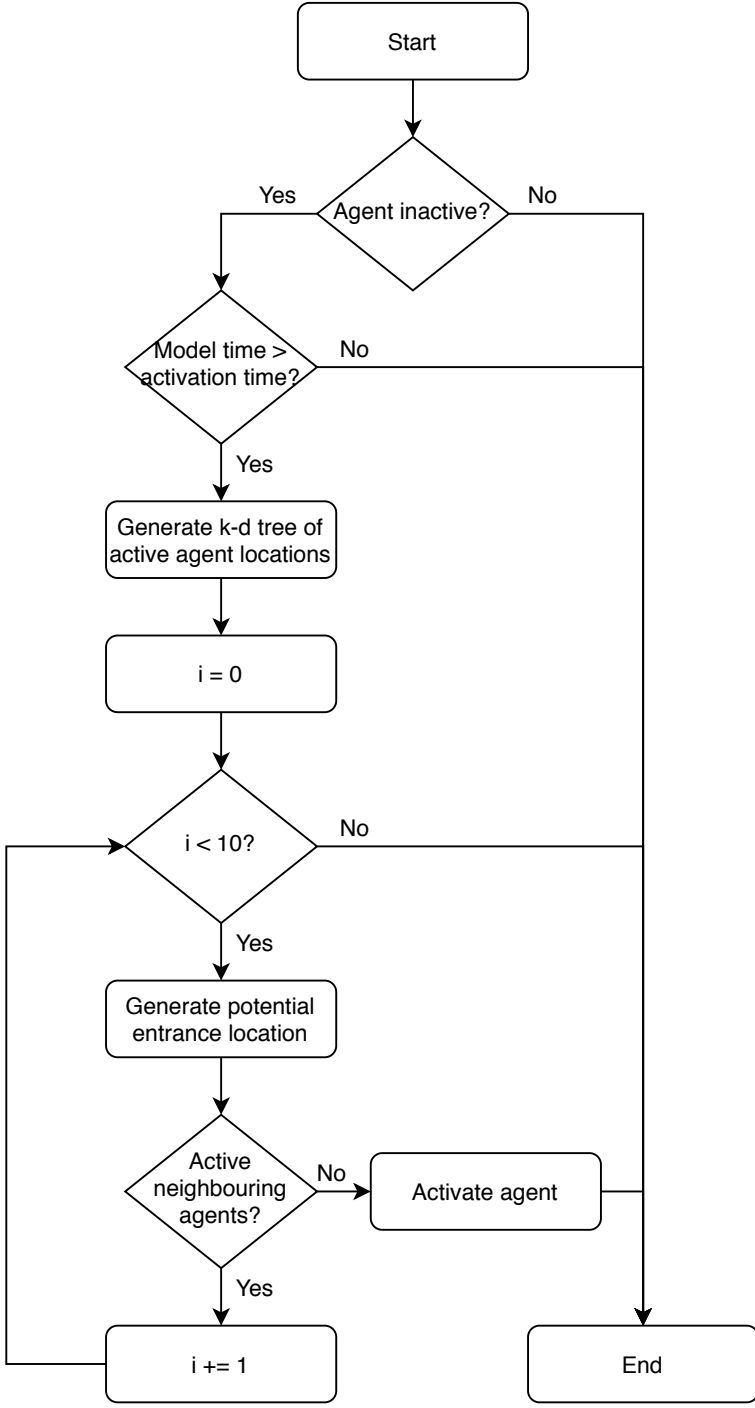 Start
Yes
Agent inactive?
No
Model time >
activation time?
No
Yes
Generate k-d tree of
active agent locations
i = 0
i < 10?
No
Yes
Generate potential
entrance location
Active
neighbouring
agents?
No
Activate agent
Yes
i += 1
End